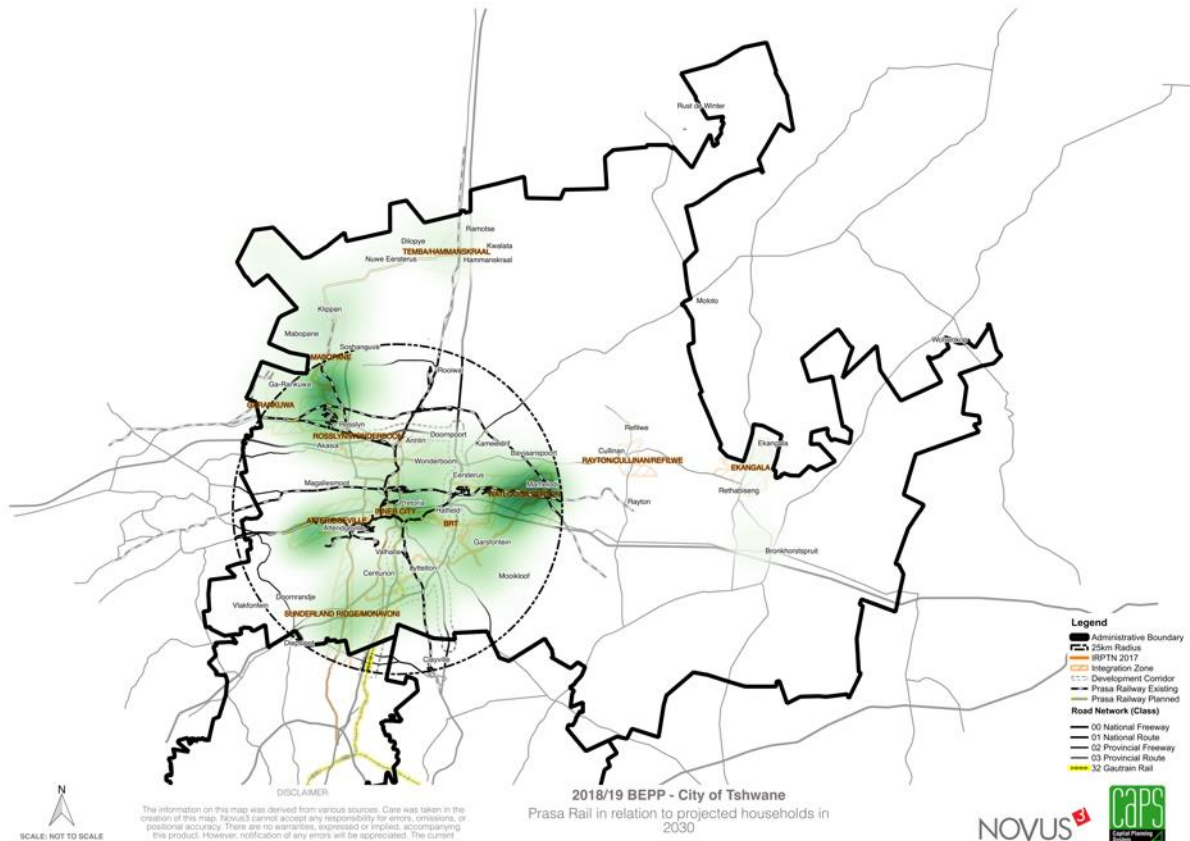 Rust de Winter
Ramotse
Dilopye
Kwalata
TEMBA/HAMMANSKRAAL
Nuwe Eersterus
Hammanskraal
Moloto
Klippan
Mabopane
Soshanguve
MABOPANE
Rooiwal
Ga-Rankuwa
Rosslyn
ROSSLYN/WONDERBOOM
Akasia
Annlin
Doornpoort
Kameeldrift
Refilwe
Ekangala
Wonderboom
Baviaanspoort
Cullinan
RAYTON/CULLINAN/REFILWE
EKANGALA
Eersterus
Magaliesmoot
Mamelodi
Rethabiseng
Rayton
Pretoria
INNER CITY
Hatfield
ATTERIDGEVILLE
Atteridgeville
BRT
Garsfontein
Bronkhorstspruit
Valhalla
Centurion
Lyttelton
Mooikloof
Doornrandje
Vlakfontein
SUNDERLAND RIDGE/MONAVONI
Diepsloot
Clayville
Legend
Administrative Boundary
25km Radius
IRPTN 2017
Integration Zone
Development Corridor
Prasa Railway Existing
Prasa Railway Planned
Road Network (Class)
00 National Freeway
01 National Route
02 Provincial Freeway
03 Provincial Route
32 Gautrain Rail
N
SCALE: NOT TO SCALE
DISCLAIMER:
The information on this map was derived from various sources. Care was taken in the
creation of this map. Novus3 cannot accept any responsibility for errors, omissions, or
positional accuracy. There are no warranties, expressed or implied, accompanying
this product. However, notification of any errors will be appreciated. The current
2018/19 BEPP - City of Tshwane
Prasa Rail in relation to projected households in
2030
NOVUS3
CAPS
Capital Planning
System